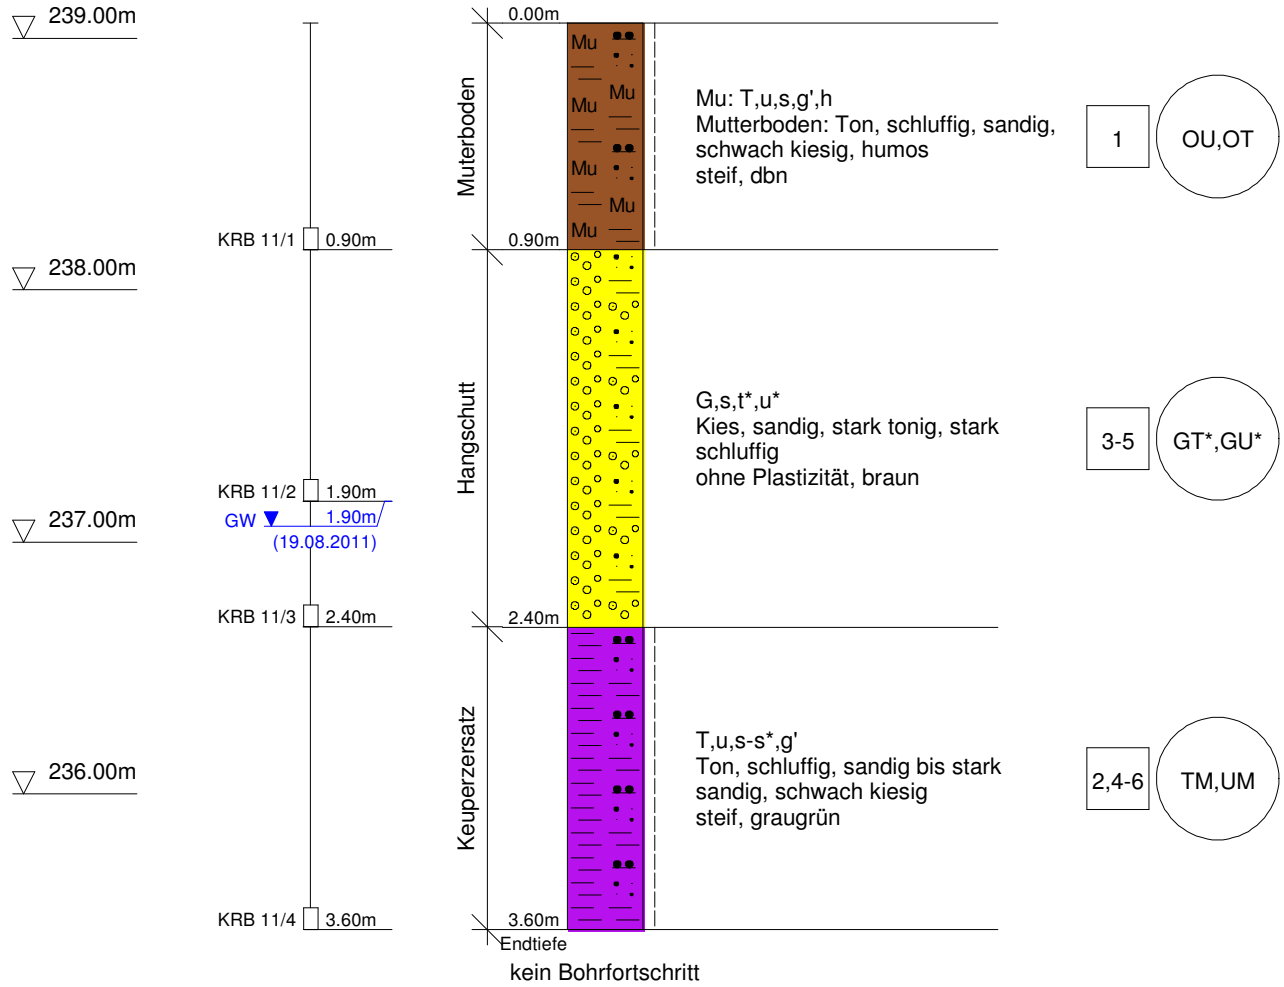 239.00m
0.00m
Mu
Mu
Mu
Mu
Mu
Mu
Muterboden
Mu: T,u,s,g',h
Mutterboden: Ton, schluffig, sandig,
schwach kiesig, humos
steif, dbn
1
OU,OT
KRB 11/1
0.90m
0.90m
238.00m
Hangschutt
G,s,t*,u*
Kies, sandig, stark tonig, stark
schluffig
ohne Plastizität, braun
3-5
GT*,GU*
KRB 11/2
1.90m
GW
1.90m
(19.08.2011)
237.00m
KRB 11/3
2.40m
2.40m
Keuperzersatz
T,u,s-s*,g'
Ton, schluffig, sandig bis stark
sandig, schwach kiesig
steif, graugrün
2,4-6
TM,UM
236.00m
KRB 11/4
3.60m
3.60m
Endtiefe
kein Bohrfortschritt